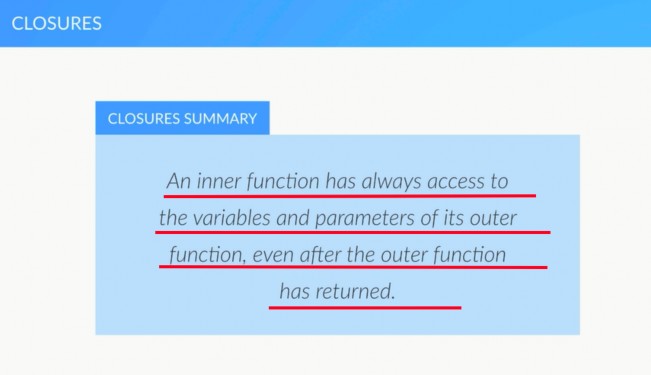 CLOSURES
CLOSURES SUMMARY
An inner function has always access to
the variables and parameters of its outer
function, even after the outer function
has returned.